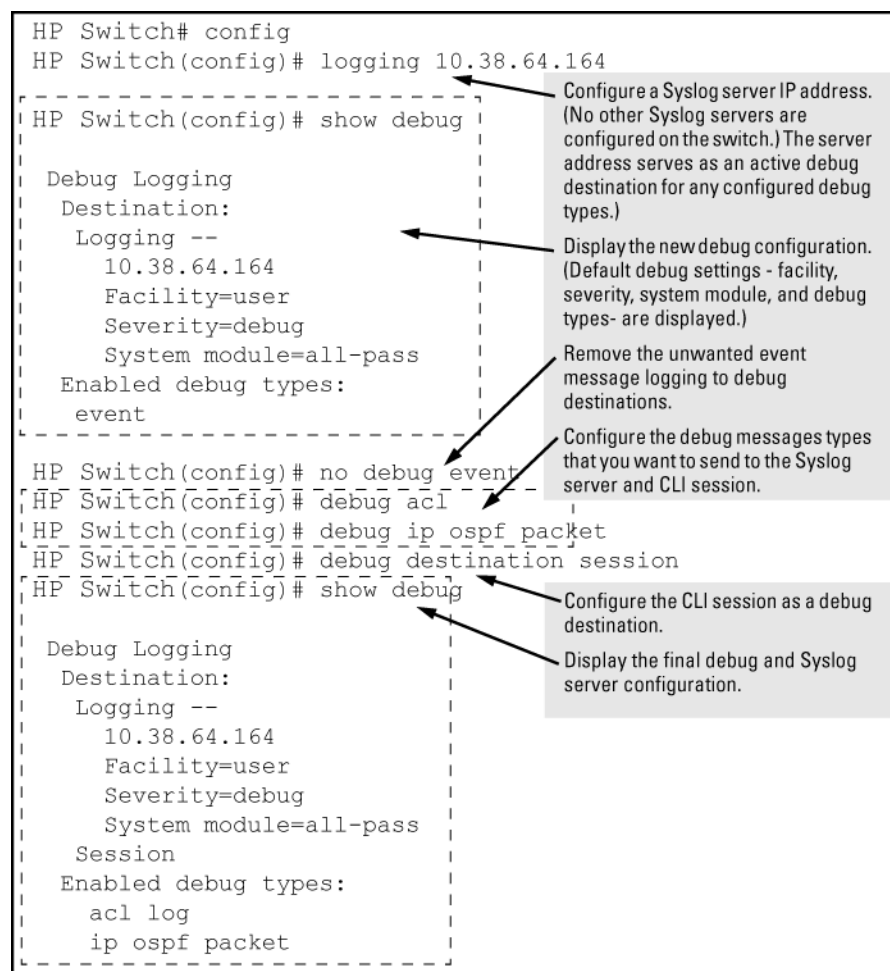 HP Switch# config
HP Switch(config)# logging 10.38.64.164
HP Switch(config)# show debug
Debug Logging
Destination:
Logging --
10.38.64.164
Facility=user
Severity=debug
System module=all-pass
Enabled debug types:
event
HP Switch(config)# no debug event
HP Switch(config)# debug acl
HP Switch(config)# debug ip ospf packet
HP Switch(config)# debug destination session
HP Switch(config)# show debug
Debug Logging
Destination:
Logging --
10.38.64.164
Facility=user
Severity=debug
System module=all-pass
Session
Enabled debug types:
acl log
ip ospf packet
Configure a Syslog server IP address.
(No other Syslog servers are
configured on the switch.) The server
address serves as an active debug
destination for any configured debug
types.)
Display the new debug configuration.
(Default debug settings - facility,
severity, system module, and debug
types- are displayed.)
Remove the unwanted event
message logging to debug
destinations.
Configure the debug messages types
that you want to send to the Syslog
server and CLI session.
Configure the CLI session as a debug
destination.
Display the final debug and Syslog
server configuration.